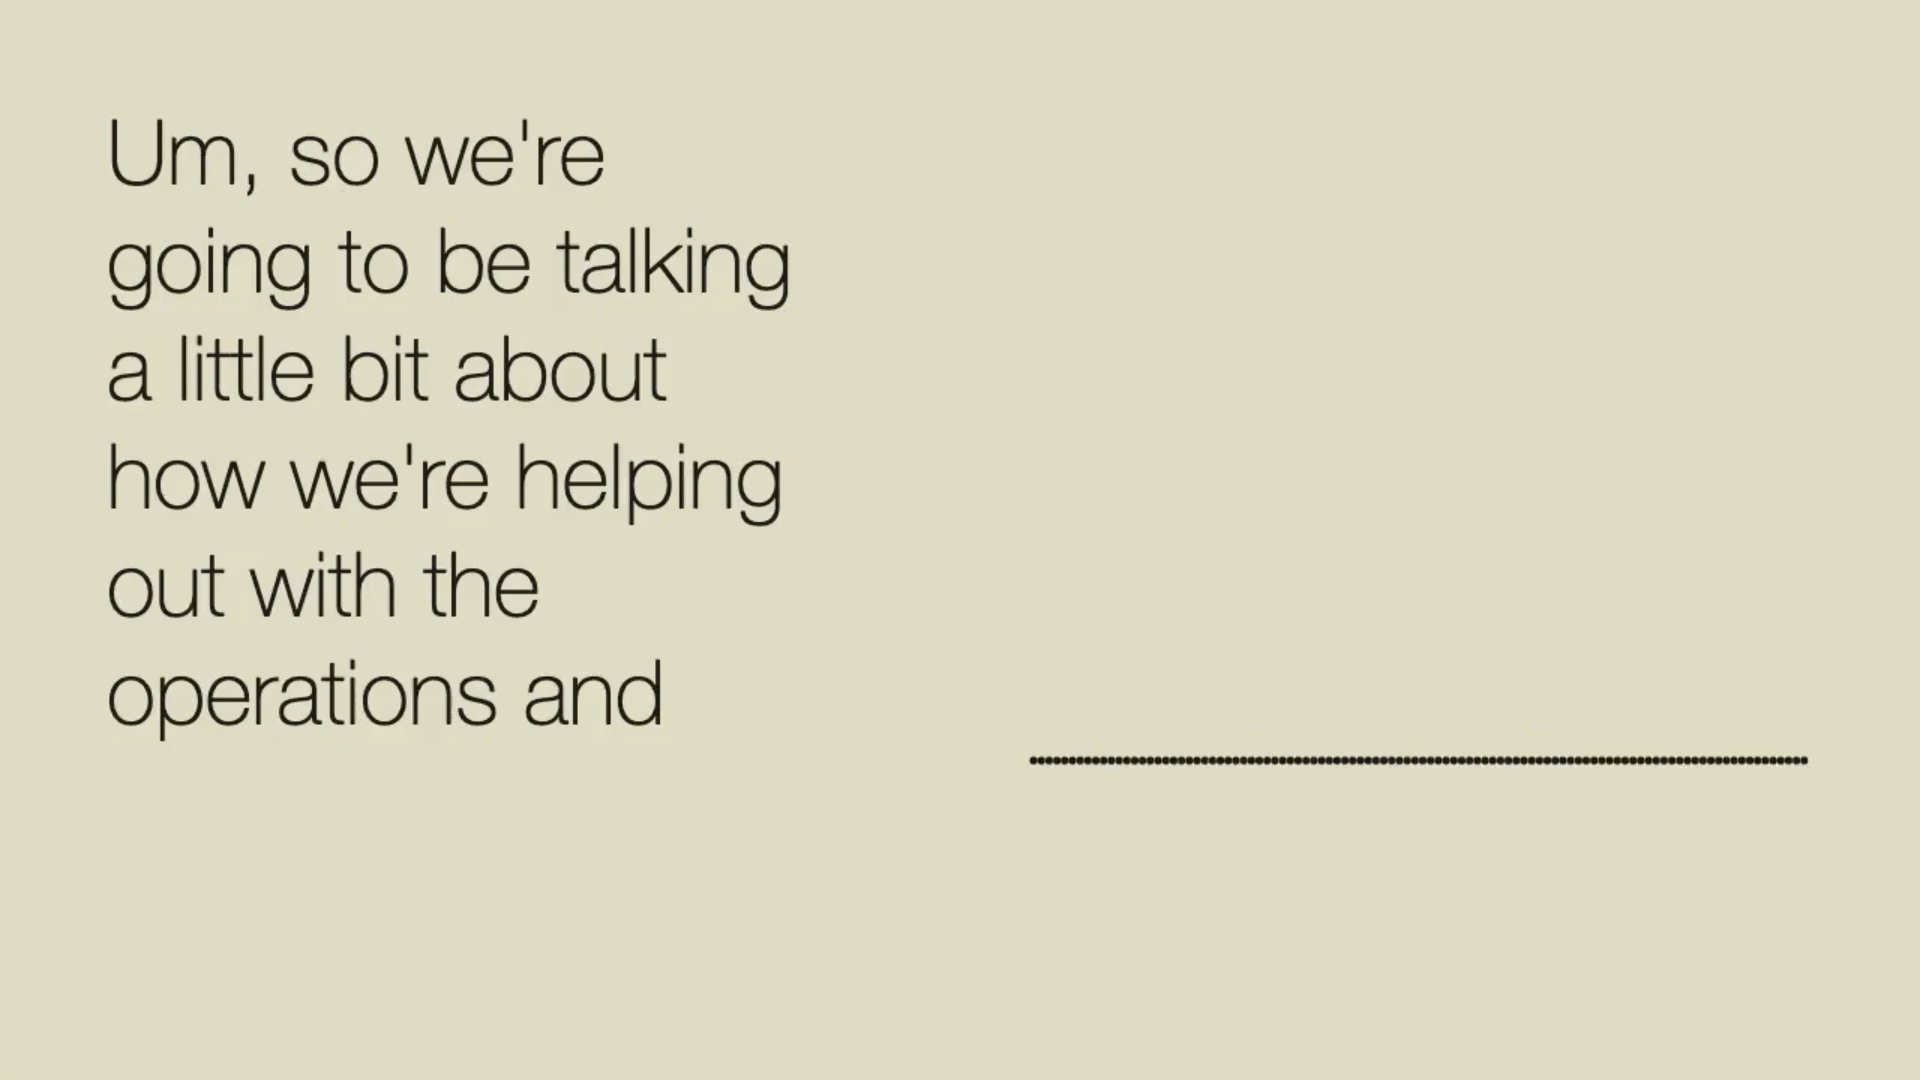 Um, so we're
going to be talking
a little bit about
how we're helping
out with the
operations and